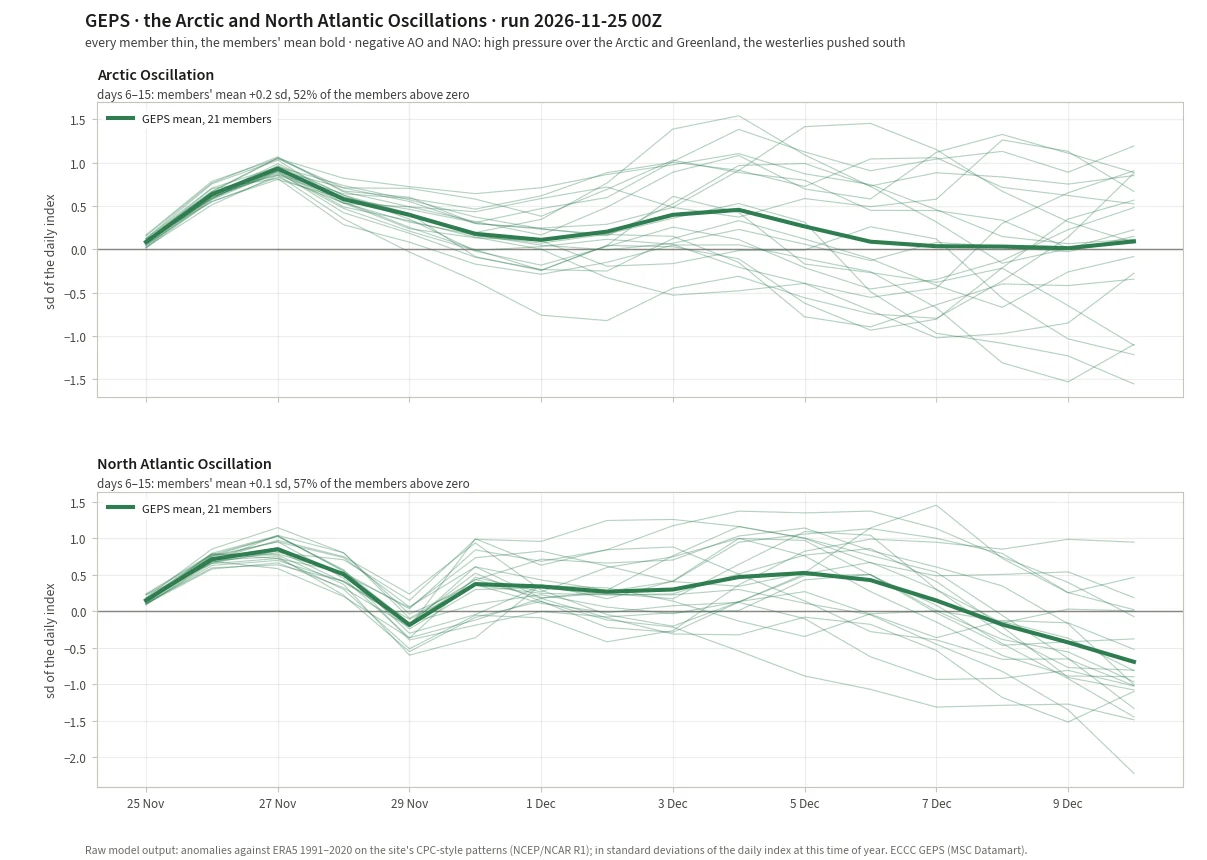 GEPS · the Arctic and North Atlantic Oscillations · run 2026-11-25 00Z
every member thin, the members' mean bold · negative AO and NAO: high pressure over the Arctic and Greenland, the westerlies pushed south
Arctic Oscillation
days 6–15: members' mean +0.2 sd, 52% of the members above zero
GEPS mean, 21 members
1.5
1.0
0.5
0.0
−0.5
−1.0
−1.5
sd of the daily index
North Atlantic Oscillation
days 6–15: members' mean +0.1 sd, 57% of the members above zero
GEPS mean, 21 members
1.5
1.0
0.5
0.0
−0.5
−1.0
−1.5
−2.0
sd of the daily index
25 Nov
27 Nov
29 Nov
1 Dec
3 Dec
5 Dec
7 Dec
9 Dec
Raw model output: anomalies against ERA5 1991–2020 on the site's CPC-style patterns (NCEP/NCAR R1); in standard deviations of the daily index at this time of year. ECCC GEPS (MSC Datamart).